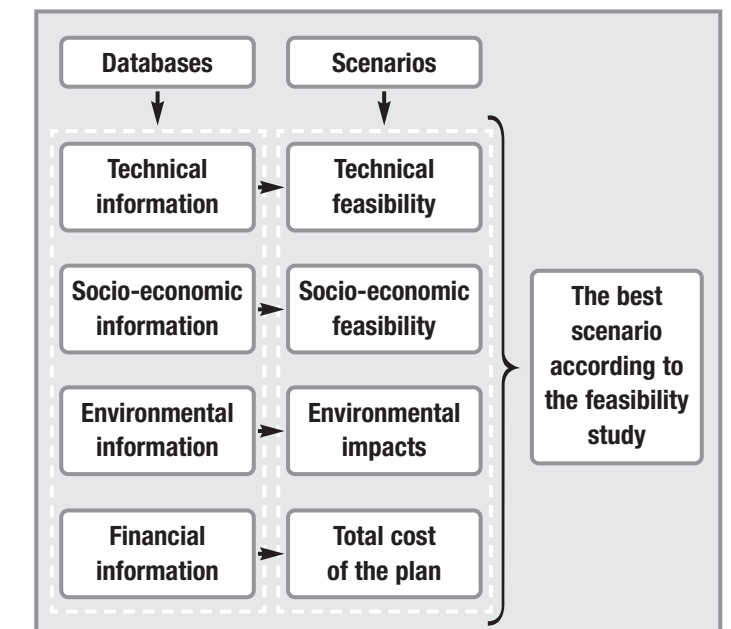 Databases
Scenarios
Technical
information
Technical
feasibility
Socio-economic
information
Socio-economic
feasibility
Environmental
information
Environmental
impacts
Financial
information
Total cost
of the plan
The best
scenario
according to
the feasibility
study